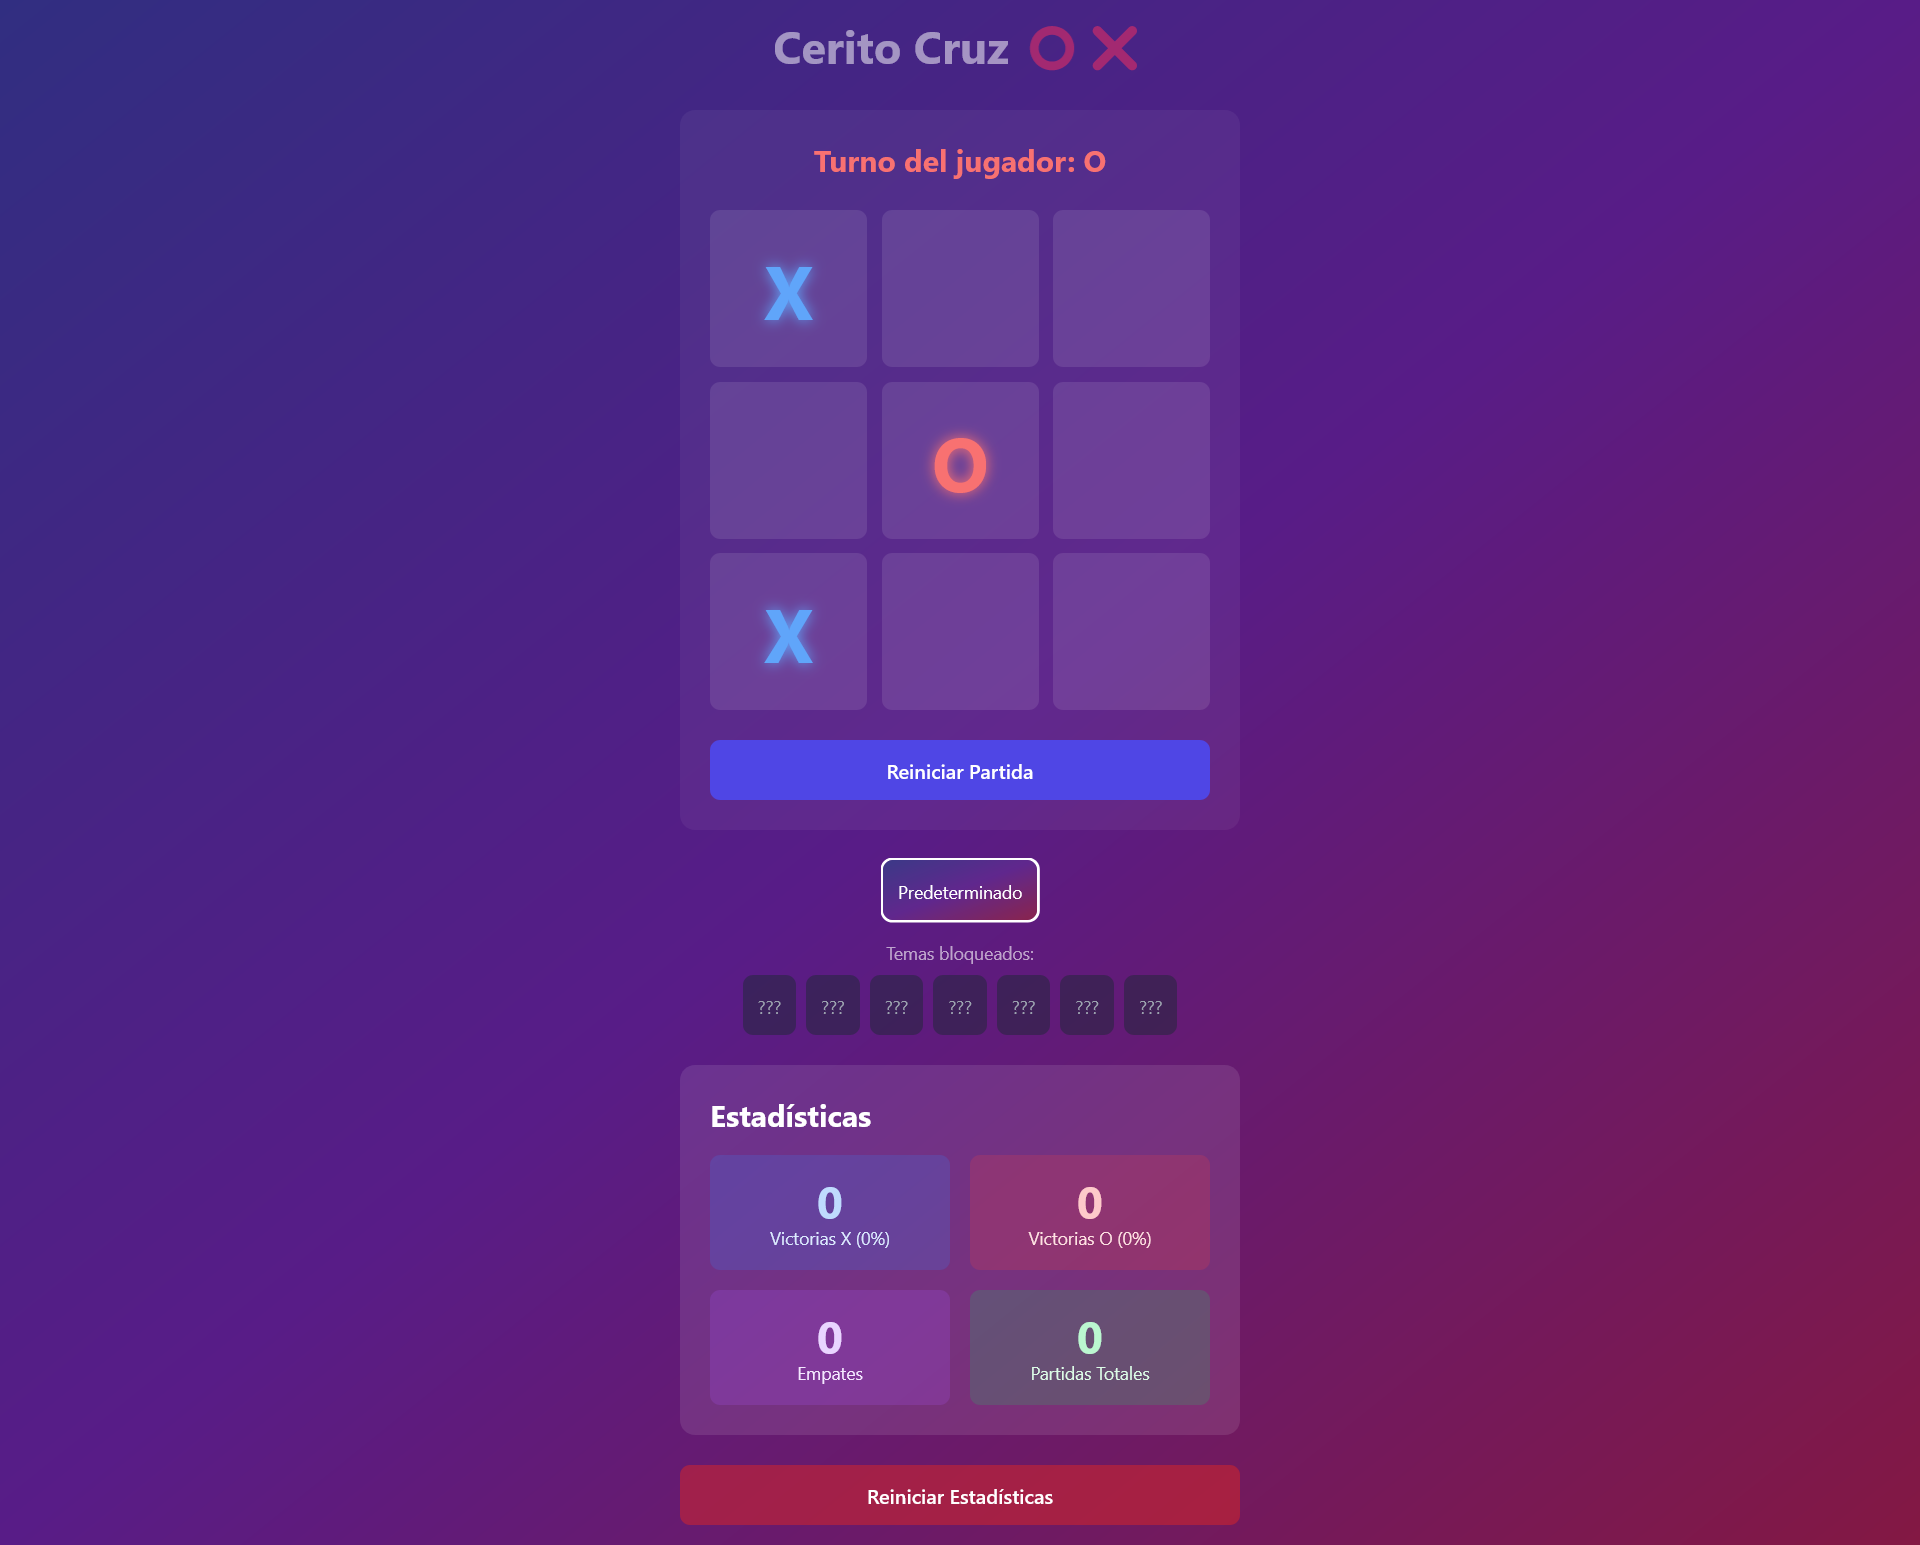 Cerito Cruz ⭕❌
Turno del jugador: O
X
O
X
Reiniciar Partida
Predeterminado
Temas bloqueados:
??? ??? ??? ??? ??? ??? ???
Estadísticas
0
Victorias X (0%)
0
Victorias O (0%)
0
Empates
0
Partidas Totales
Reiniciar Estadísticas